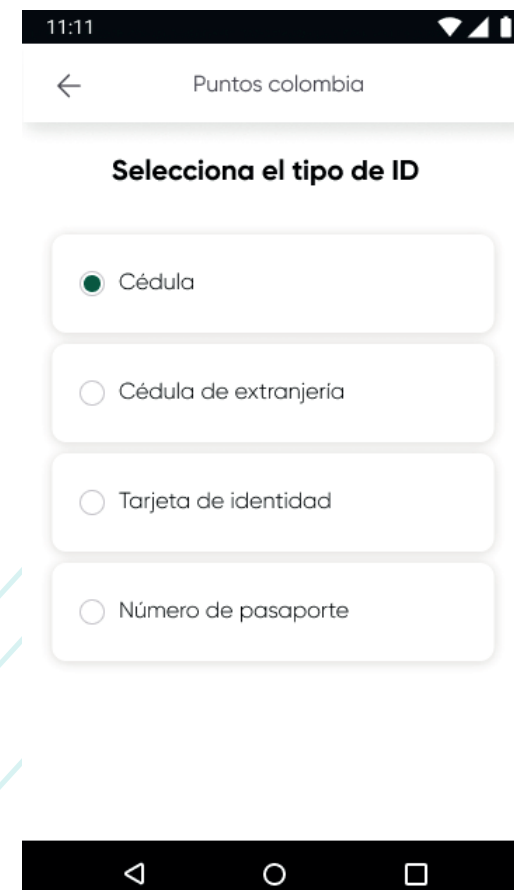 11:11
Puntos colombia
Selecciona el tipo de ID
Cédula
Cédula de extranjería
Tarjeta de identidad
Número de pasaporte